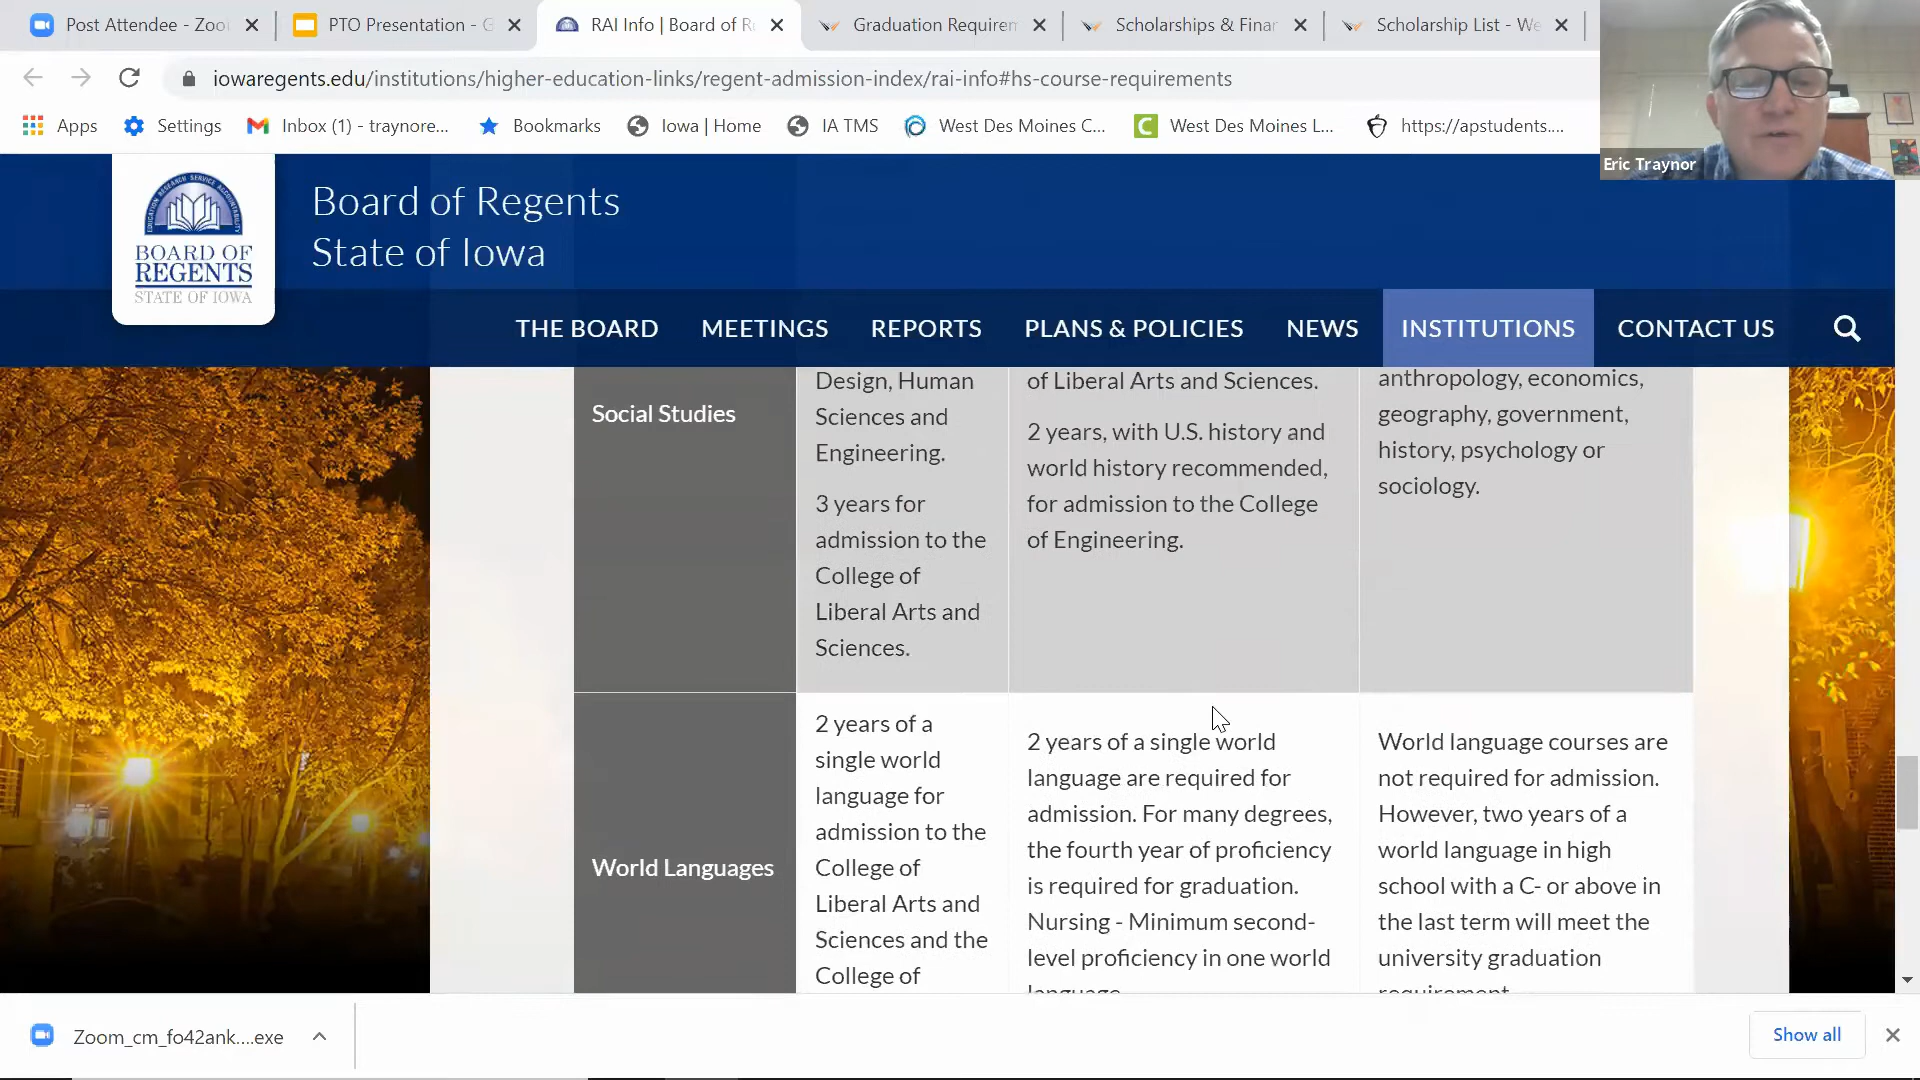 Post Attendee - Zoo
PTO Presentation - G
RAI Info | Board of R
Graduation Requirem
Scholarships & Finan
Scholarship List - We
iowaregents.edu/institutions/higher-education-links/regent-admission-index/rai-info#hs-course-requirements
Apps
Settings
Inbox (1) - traynore...
Bookmarks
Iowa | Home
IA TMS
West Des Moines C...
West Des Moines L...
https://apstudents....
Eric Traynor
EDUCATION RESEARCH SERVICE ACCOUNTABILITY
BOARD OF
REGENTS
STATE OF IOWA
Board of Regents
State of Iowa
THE BOARD
MEETINGS
REPORTS
PLANS & POLICIES
NEWS
INSTITUTIONS
CONTACT US
Social Studies
Design, Human
Sciences and
Engineering.
3 years for
admission to the
College of
Liberal Arts and
Sciences.
of Liberal Arts and Sciences.
2 years, with U.S. history and
world history recommended,
for admission to the College
of Engineering.
anthropology, economics,
geography, government,
history, psychology or
sociology.
World Languages
2 years of a
single world
language for
admission to the
College of
Liberal Arts and
Sciences and the
College of
2 years of a single world
language are required for
admission. For many degrees,
the fourth year of proficiency
is required for graduation.
Nursing - Minimum second-
level proficiency in one world
language
World language courses are
not required for admission.
However, two years of a
world language in high
school with a C- or above in
the last term will meet the
university graduation
requirement
Zoom_cm_fo42ank....exe
Show all